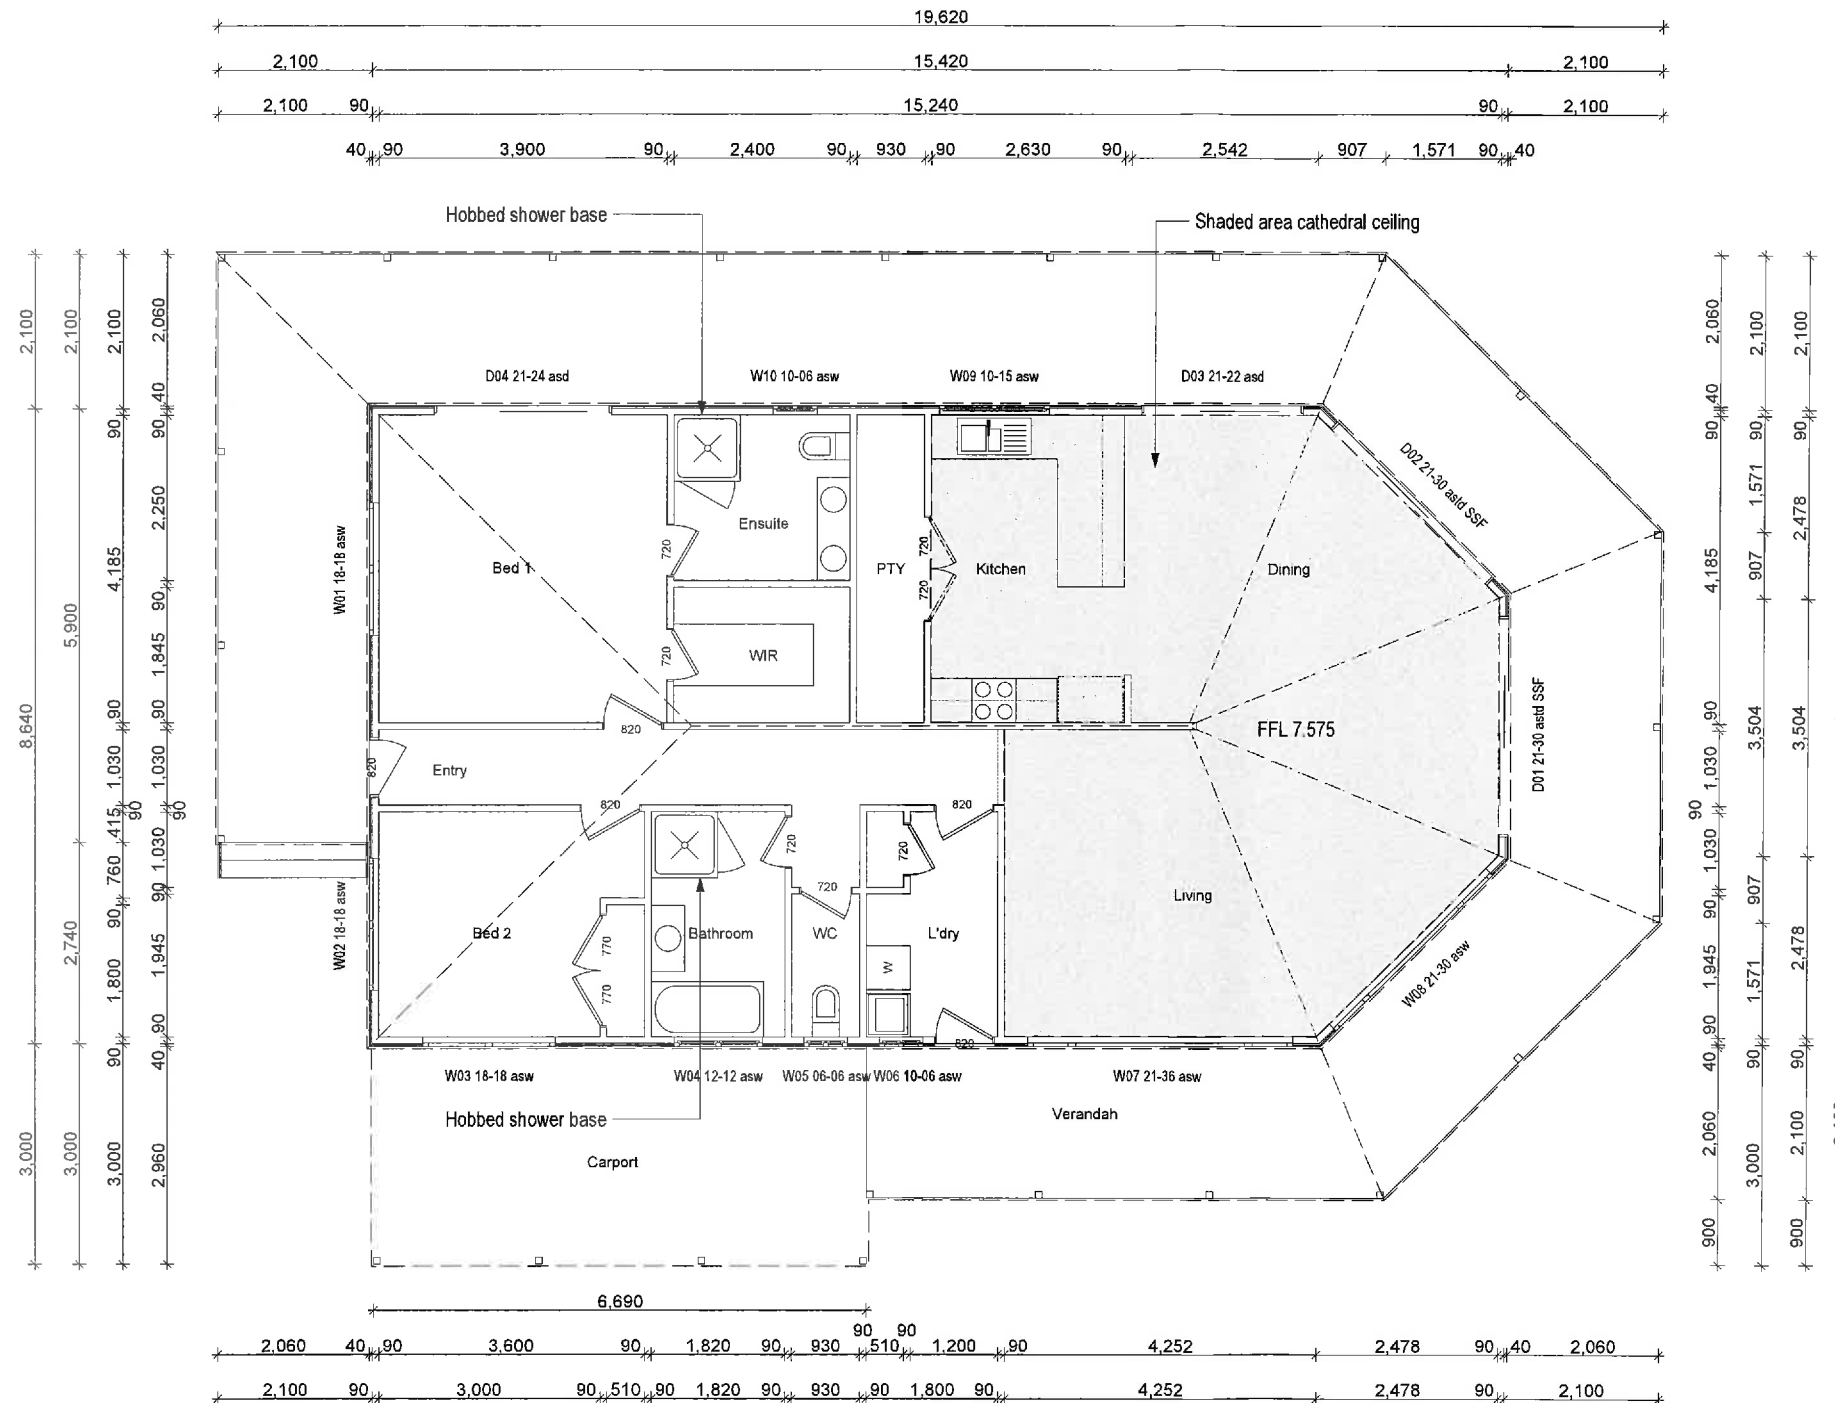 19,620
2,100 15,420 2,100
2,100 90 15,240 90 2,100
40 90 3,900 90 2,400 90 930 90 2,630 90 2,542 907 1,571 90 40
Hobbed shower base
Shaded area cathedral ceiling
D04 21-24 asd
W10 10-06 asw
W09 10-15 asw
D03 21-22 asd
D02 21-30 astd SSF
D01 21-30 astd SSF
W08 21-30 asw
W01 18-18 asw
W02 18-18 asw
Bed 1
720
Ensuite
720
WIR
PTY
720
720
Kitchen
Dining
FFL 7.575
820
820
Entry
820
820
720
720
720
Living
Bed 2
770
770
Bathroom
WC
L'dry
W
820
W03 18-18 asw
W04 12-12 asw
W05 06-06 asw
W06 10-06 asw
W07 21-36 asw
Hobbed shower base
Verandah
Carport
8,640
2,100
3,000
2,100
5,900
2,740
3,000
2,100
90
4,185
90
1,030
90
415
760
90
1,800
90
3,000
2,060
40
90
2,250
90
1,845
90
1,030
90
1,030
90
1,945
90
40
2,960
2,060
40
90
4,185
90
1,030
90
1,030
90
1,945
90
40
2,060
900
2,100
90
1,571
907
3,504
907
1,571
90
3,000
2,100
90
2,478
3,504
2,478
90
2,100
900
6,690
90 90
2,060 40 90 3,600 90 1,820 90 930 510 1,200 90 4,252 2,478 90 40 2,060
2,100 90 3,000 90 510 90 1,820 90 930 90 1,800 90 4,252 2,478 90 2,100